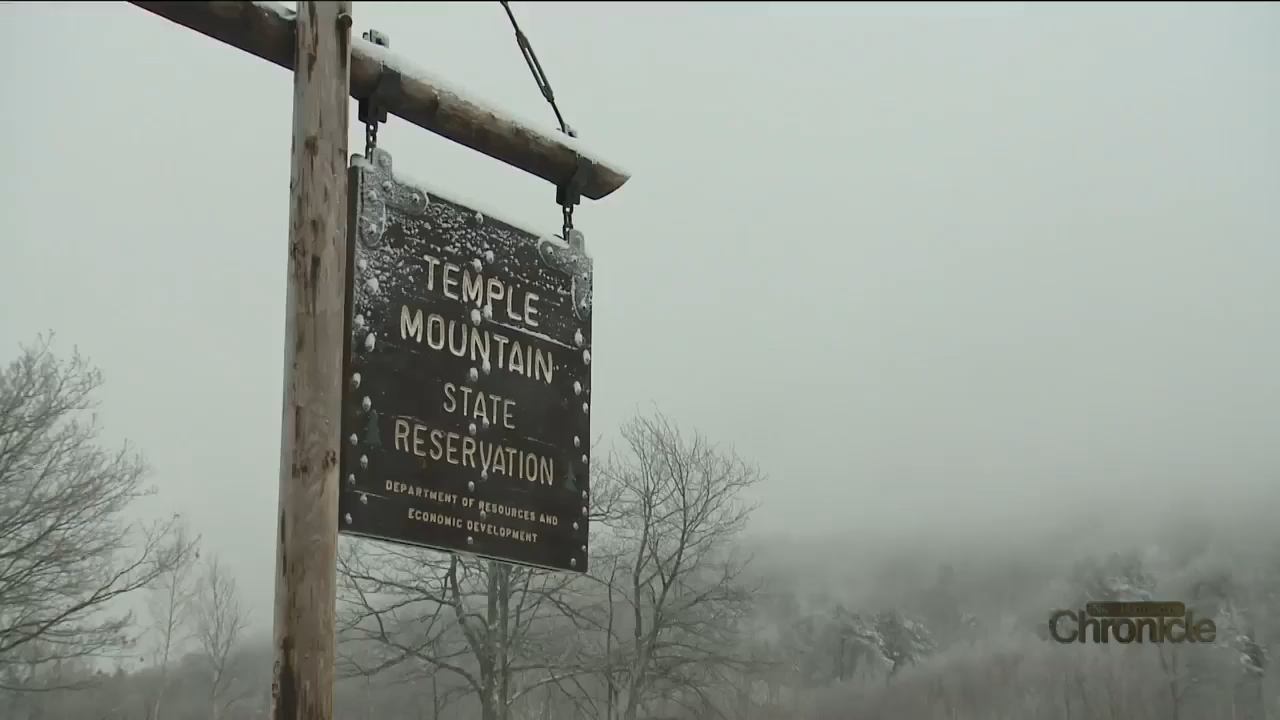 TEMPLE
MOUNTAIN
STATE
RESERVATION
DEPARTMENT OF RESOURCES AND
ECONOMIC DEVELOPMENT
Chronicle